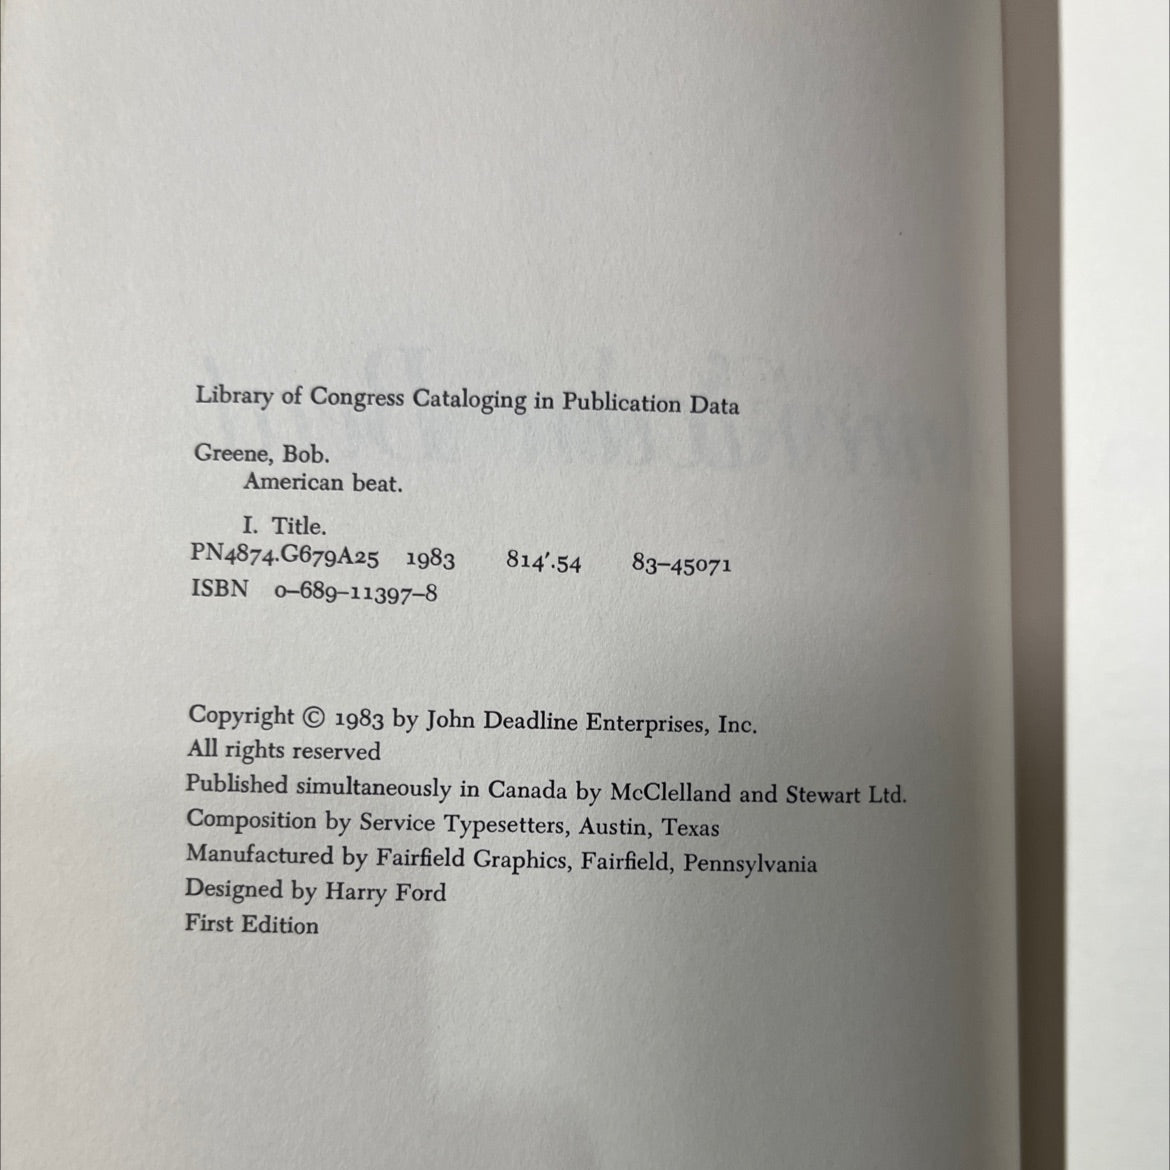 Library of Congress Cataloging in Publication Data
Greene, Bob.
American beat.
I. Title.
PN4874.G679A25 1983 814′.54 83–45071
ISBN 0–689–11397–8
Copyright © 1983 by John Deadline Enterprises, Inc.
All rights reserved
Published simultaneously in Canada by McClelland and Stewart Ltd.
Composition by Service Typesetters, Austin, Texas
Manufactured by Fairfield Graphics, Fairfield, Pennsylvania
Designed by Harry Ford
First Edition